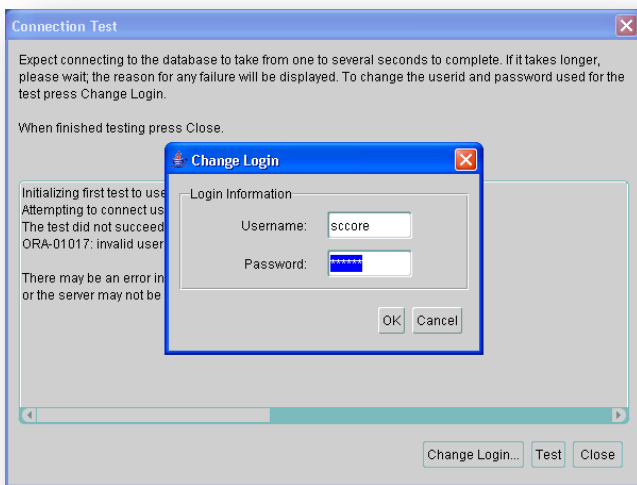 Connection Test
Expect connecting to the database to take from one to several seconds to complete. If it takes longer,
please wait; the reason for any failure will be displayed. To change the userid and password used for the
test press Change Login.
When finished testing press Close.
Change Login
Initializing first test to use
Attempting to connect us
The test did not succeed
ORA-01017: invalid user
There may be an error in
or the server may not be
Login Information
Username: sccore
Password: ******
OK Cancel
Change Login... Test Close